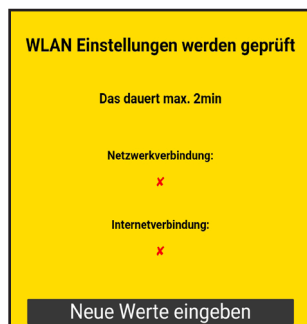 WLAN Einstellungen werden geprüft
Das dauert max. 2min
Netzwerkverbindung:
✘
Internetverbindung:
✘
Neue Werte eingeben